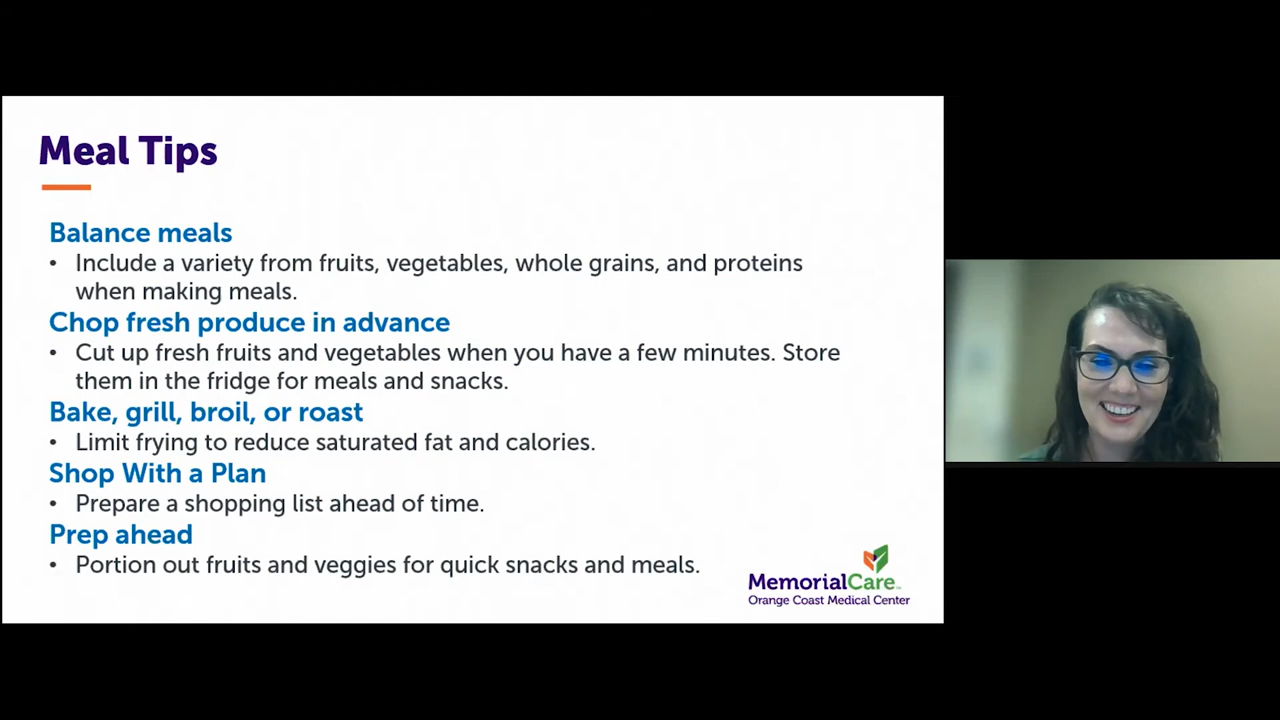 Meal Tips
Balance meals
• Include a variety from fruits, vegetables, whole grains, and proteins
when making meals.
Chop fresh produce in advance
• Cut up fresh fruits and vegetables when you have a few minutes. Store
them in the fridge for meals and snacks.
Bake, grill, broil, or roast
• Limit frying to reduce saturated fat and calories.
Shop With a Plan
• Prepare a shopping list ahead of time.
Prep ahead
• Portion out fruits and veggies for quick snacks and meals.
MemorialCare™
Orange Coast Medical Center